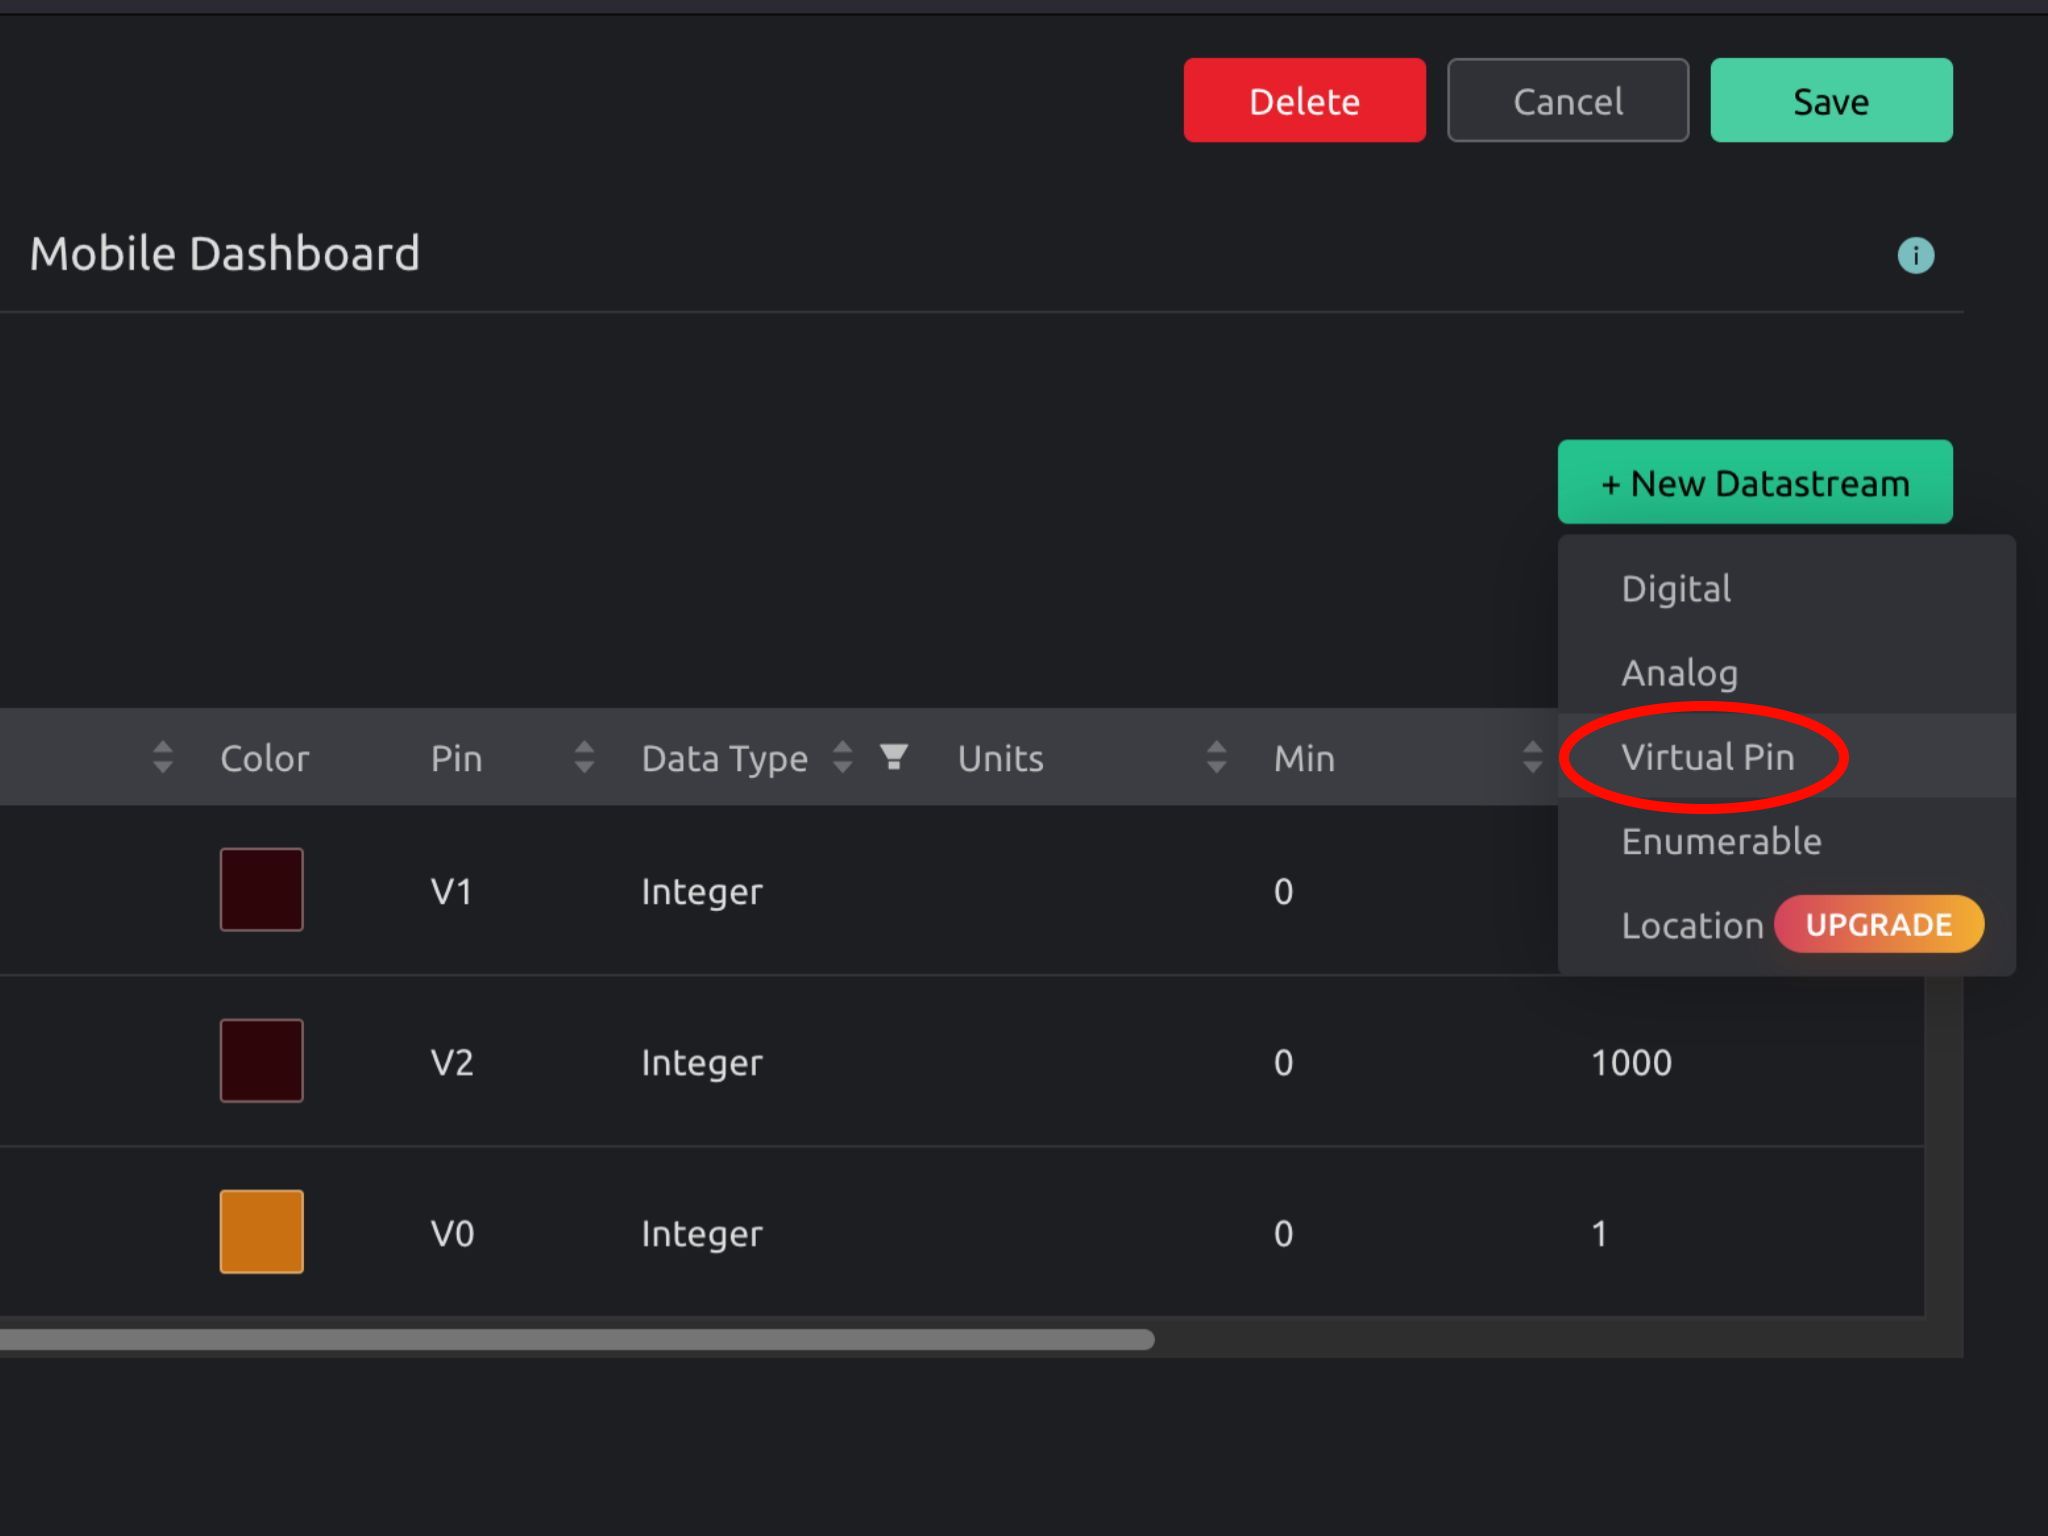 Delete Cancel Save
Mobile Dashboard
i
+ New Datastream
Digital
Analog
Virtual Pin
Enumerable
Location UPGRADE
Color Pin Data Type Units Min
V1 Integer 0
V2 Integer 0 1000
V0 Integer 0 1